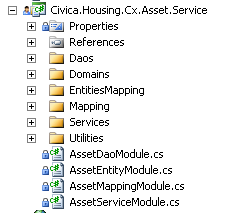 Civica.Housing.Cx.Asset.Service
Properties
References
Daos
Domains
EntitiesMapping
Mapping
Services
Utilities
AssetDaoModule.cs
AssetEntityModule.cs
AssetMappingModule.cs
AssetServiceModule.cs